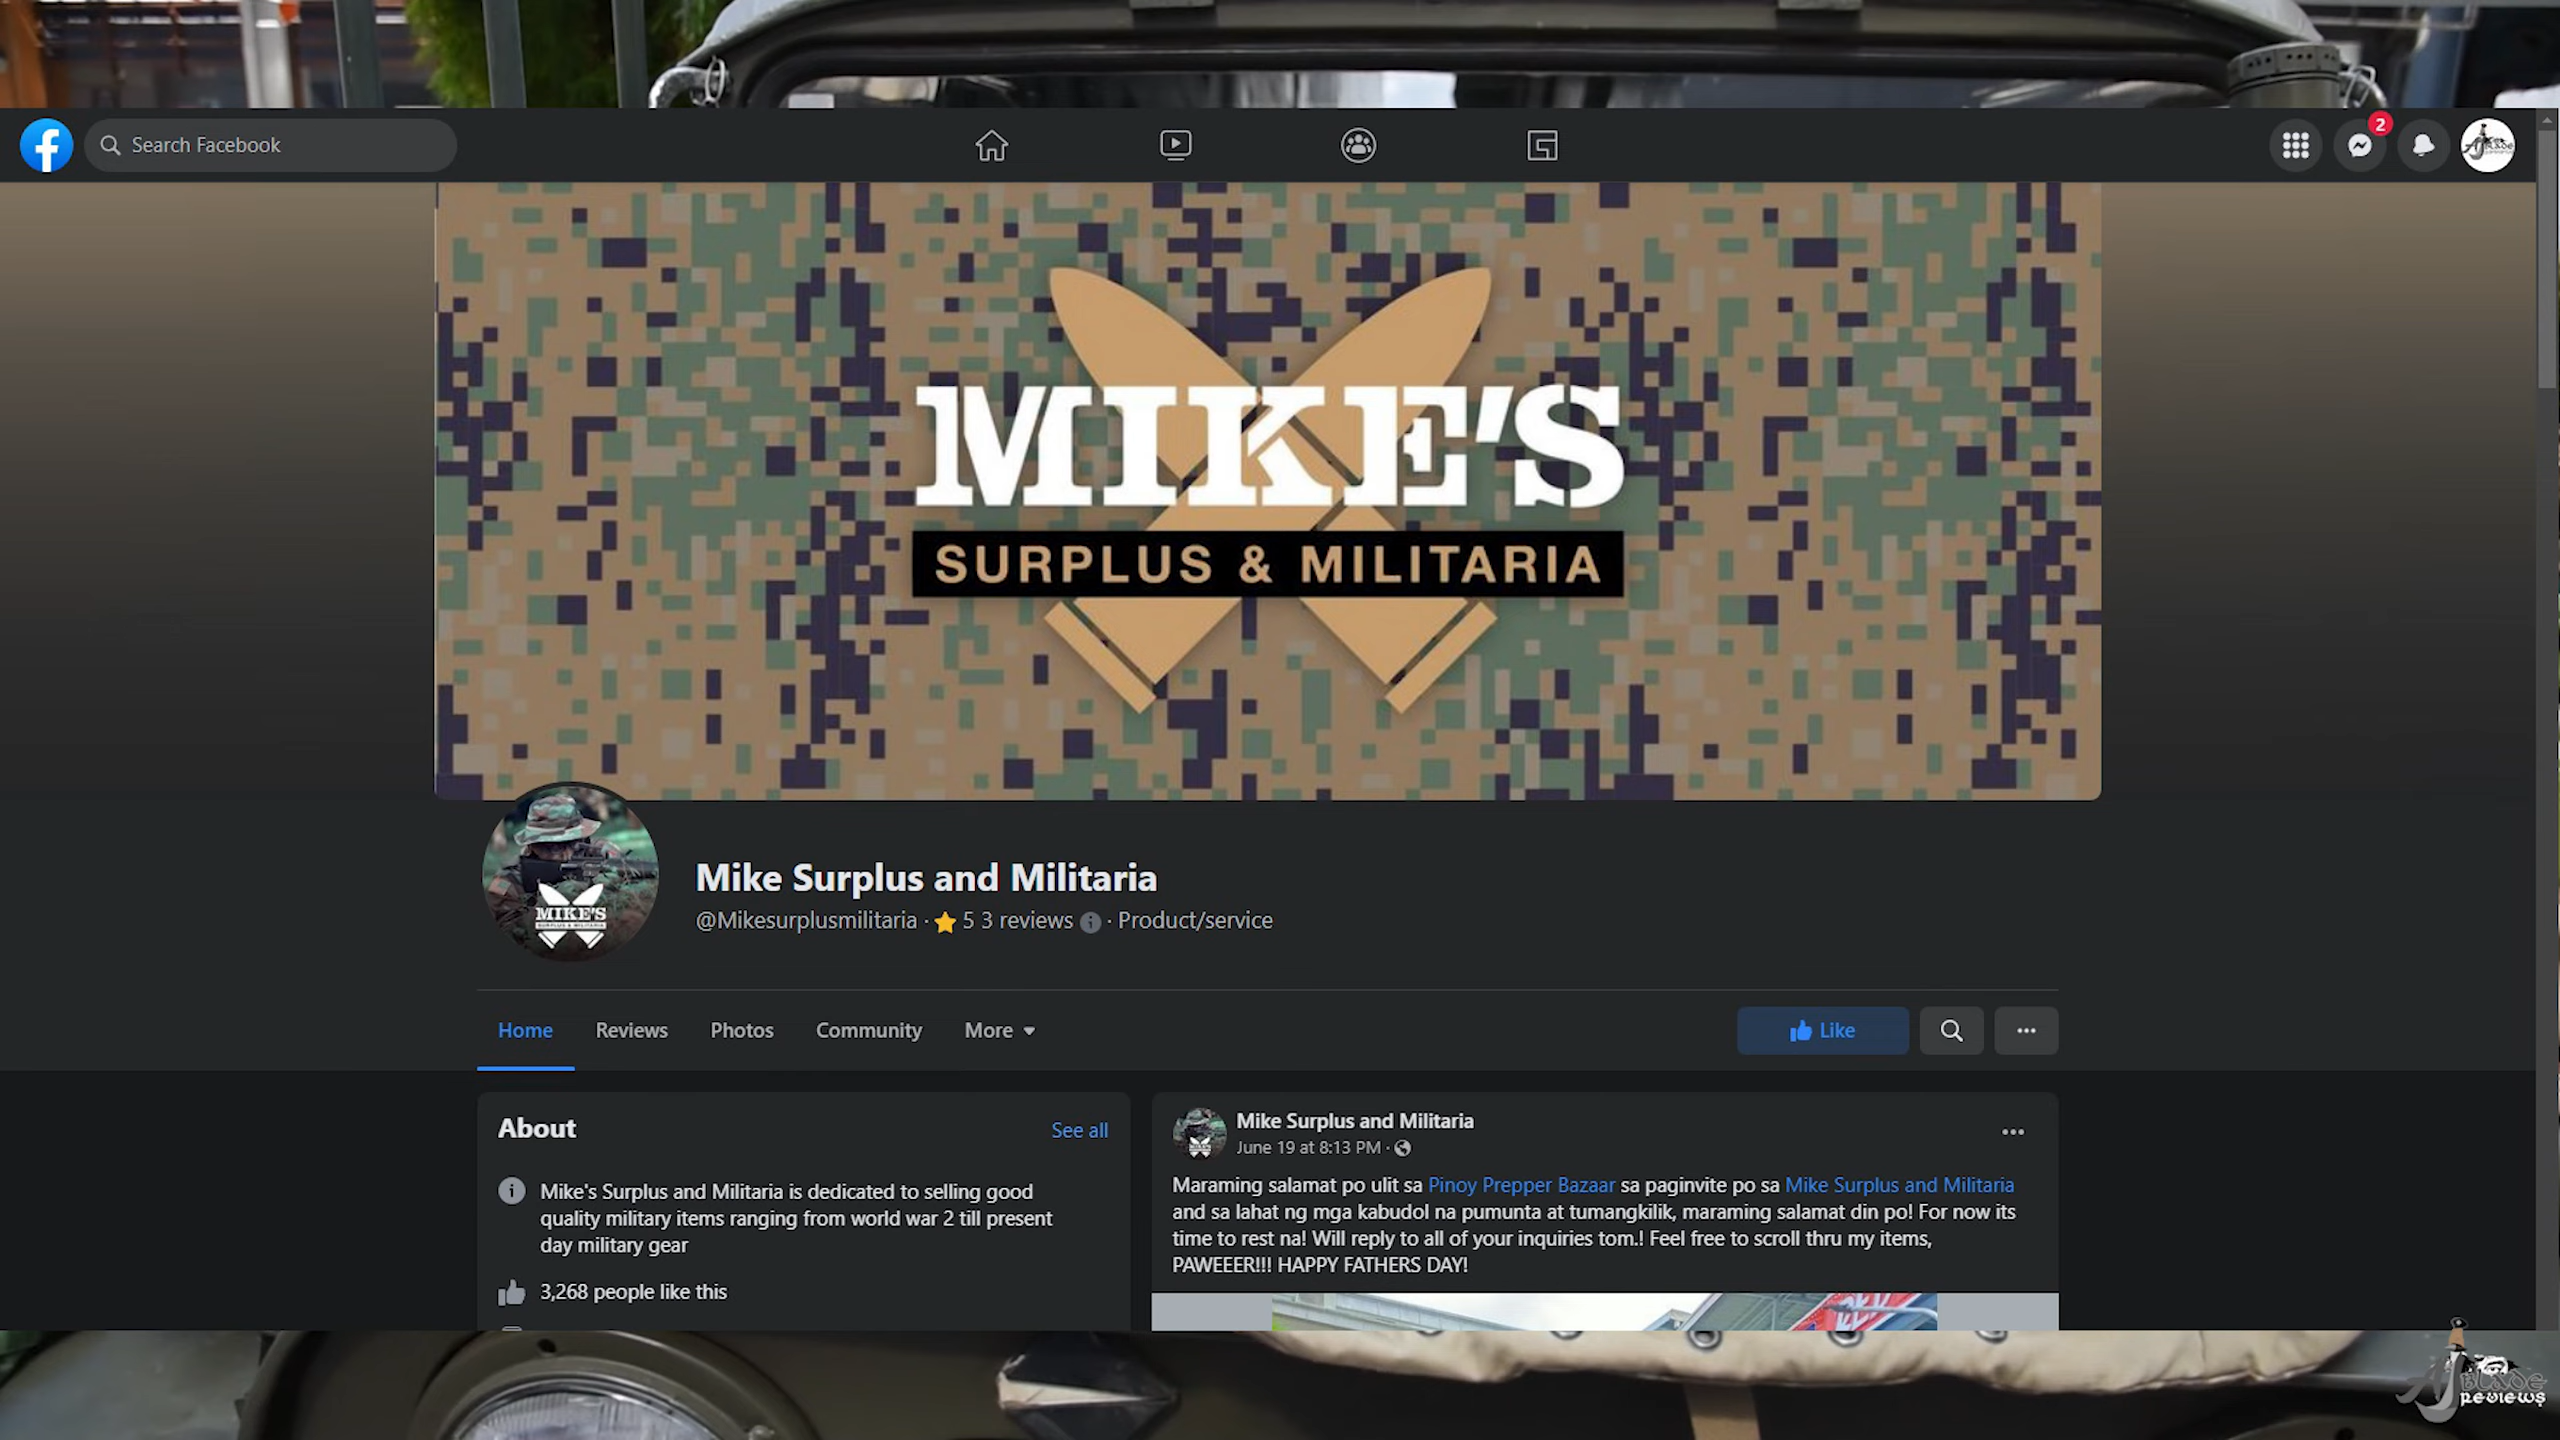 Search Facebook
2
MIKE'S
SURPLUS & MILITARIA
MIKE'S
SURPLUS & MILITARIA
Mike Surplus and Militaria
@Mikesurplusmilitaria · 5 3 reviews · Product/service
Home Reviews Photos Community More
Like
About
See all
Mike's Surplus and Militaria is dedicated to selling good
quality military items ranging from world war 2 till present
day military gear
3,268 people like this
Mike Surplus and Militaria
June 19 at 8:13 PM ·
Maraming salamat po ulit sa Pinoy Prepper Bazaar sa paginvite po sa Mike Surplus and Militaria
and sa lahat ng mga kabudol na pumunta at tumangkilik, maraming salamat din po! For now its
time to rest na! Will reply to all of your inquiries tom.! Feel free to scroll thru my items,
PAWEEER!!! HAPPY FATHERS DAY!
AJ BLADE
REVIEWS